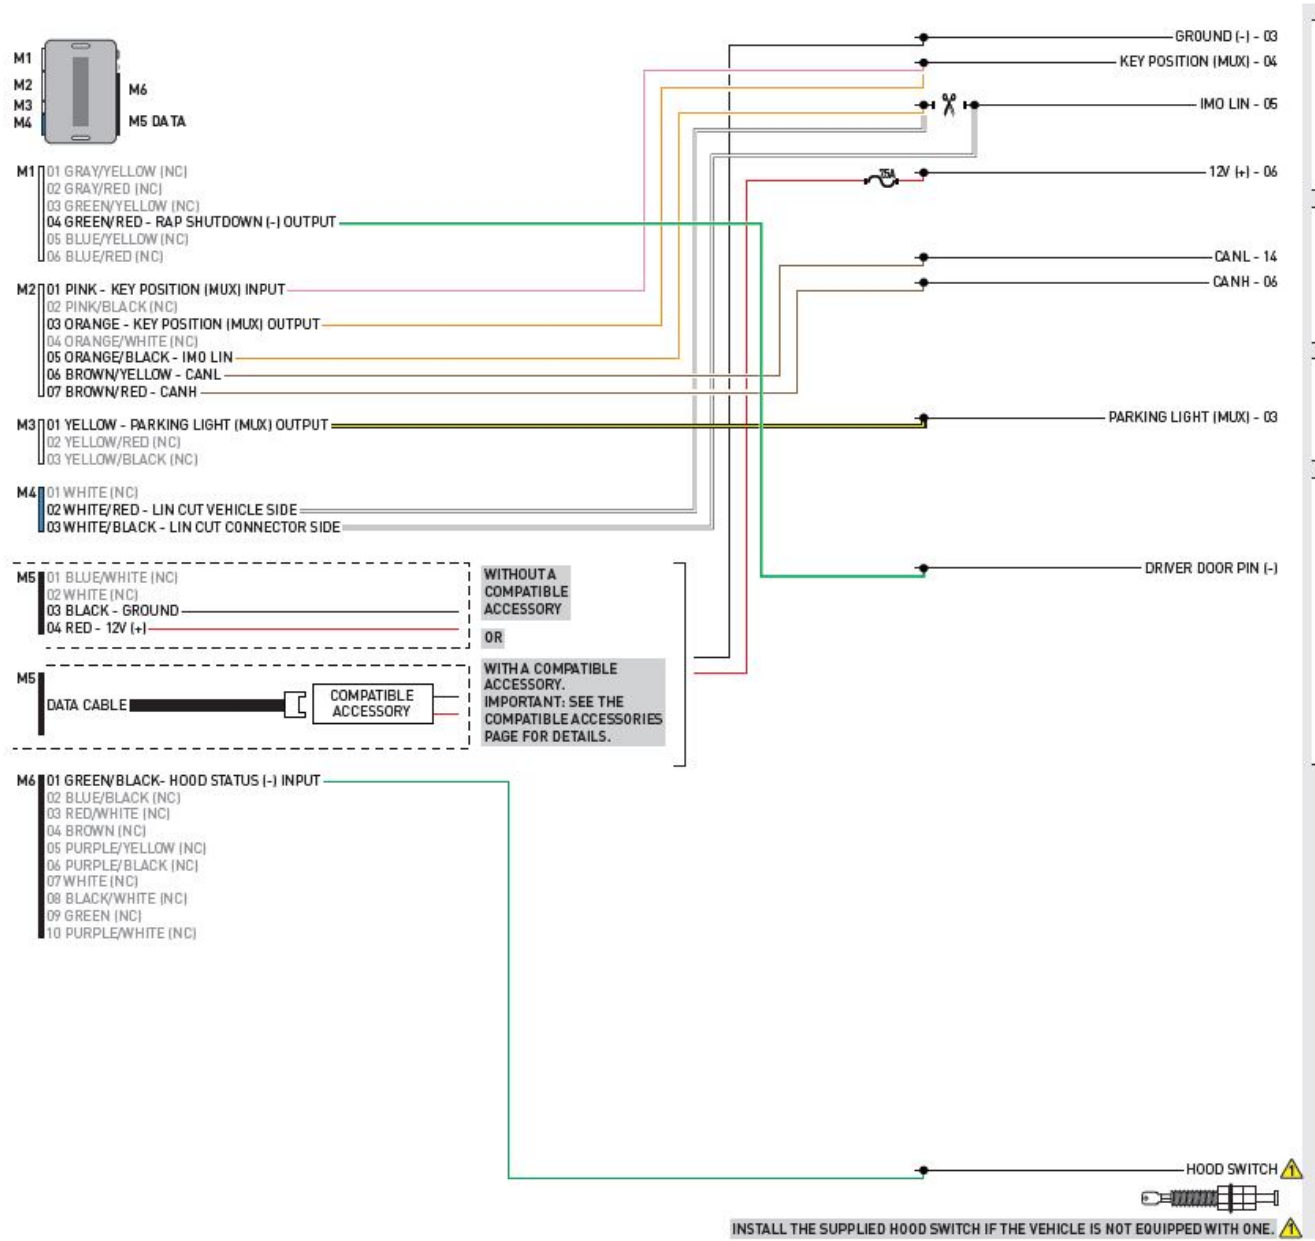 M1
M2
M3
M4
M6
M5 DATA
M1 01 GRAY/YELLOW (NC)
02 GRAY/RED (NC)
03 GREEN/YELLOW (NC)
04 GREEN/RED - RAP SHUTDOWN (-) OUTPUT
05 BLUE/YELLOW (NC)
06 BLUE/RED (NC)
M2 01 PINK - KEY POSITION (MUX) INPUT
02 PINK/BLACK (NC)
03 ORANGE - KEY POSITION (MUX) OUTPUT
04 ORANGE/WHITE (NC)
05 ORANGE/BLACK - IMO LIN
06 BROWN/YELLOW - CANL
07 BROWN/RED - CANH
M3 01 YELLOW - PARKING LIGHT (MUX) OUTPUT
02 YELLOW/RED (NC)
03 YELLOW/BLACK (NC)
M4 01 WHITE (NC)
02 WHITE/RED - LIN CUT VEHICLE SIDE
03 WHITE/BLACK - LIN CUT CONNECTOR SIDE
M5 01 BLUE/WHITE (NC)
02 WHITE (NC)
03 BLACK - GROUND
04 RED - 12V (+)
WITHOUT A
COMPATIBLE
ACCESSORY
OR
M5
DATA CABLE
COMPATIBLE
ACCESSORY
WITH A COMPATIBLE
ACCESSORY.
IMPORTANT: SEE THE
COMPATIBLE ACCESSORIES
PAGE FOR DETAILS.
M6 01 GREEN/BLACK- HOOD STATUS (-) INPUT
02 BLUE/BLACK (NC)
03 RED/WHITE (NC)
04 BROWN (NC)
05 PURPLE/YELLOW (NC)
06 PURPLE/BLACK (NC)
07 WHITE (NC)
08 BLACK/WHITE (NC)
09 GREEN (NC)
10 PURPLE/WHITE (NC)
GROUND (-) - 03
KEY POSITION (MUX) - 04
IMO LIN - 05
7.5A
12V (+) - 06
CANL - 14
CANH - 06
PARKING LIGHT (MUX) - 03
DRIVER DOOR PIN (-)
HOOD SWITCH 1
INSTALL THE SUPPLIED HOOD SWITCH IF THE VEHICLE IS NOT EQUIPPED WITH ONE. 1